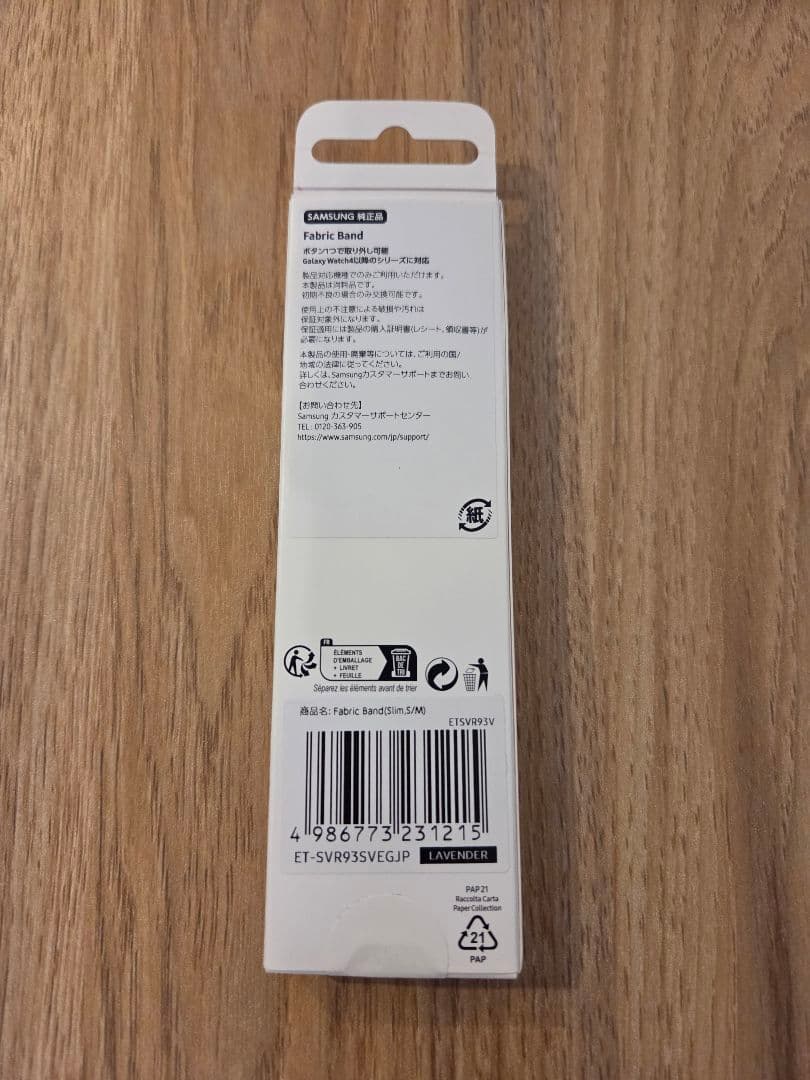 SAMSUNG 純正品
Fabric Band
ボタン1つで取り外し可能
Galaxy Watch4以降のシリーズに対応
製品対応機種でのみご利用いただけます。
本製品は消耗品です。
初期不良の場合のみ交換可能です。
使用上の不注意による破損や汚れは
保証対象外になります。
保証適用には製品の購入証明書(レシート、領収書等)が
必要になります。
本製品の使用・廃棄等については、ご利用の国/
地域の法律に従ってください。
詳しくは、Samsungカスタマーサポートまでお問い
合わせください。
【お問い合わせ先】
Samsung カスタマーサポートセンター
TEL : 0120-363-905
https://www.samsung.com/jp/support/
紙
FR
ÉLÉMENTS
D'EMBALLAGE
+ LIVRET
+ FEUILLE
BAC
DE
TRI
Séparez les éléments avant de trier
商品名: Fabric Band(Slim,S/M)
ETSVR93V
4 986773 231215
ET-SVR93SVEGJP LAVENDER
PAP 21
Raccolta Carta
Paper Collection
21
PAP